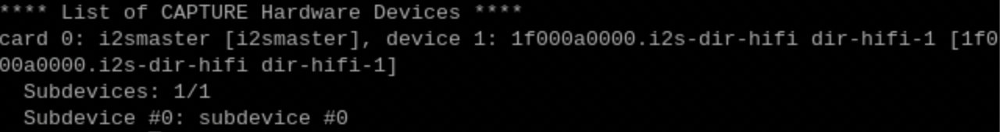 **** List of CAPTURE Hardware Devices ****
card 0: i2smaster [i2smaster], device 1: 1f000a0000.i2s-dir-hifi dir-hifi-1 [1f0
00a0000.i2s-dir-hifi dir-hifi-1]
  Subdevices: 1/1
  Subdevice #0: subdevice #0